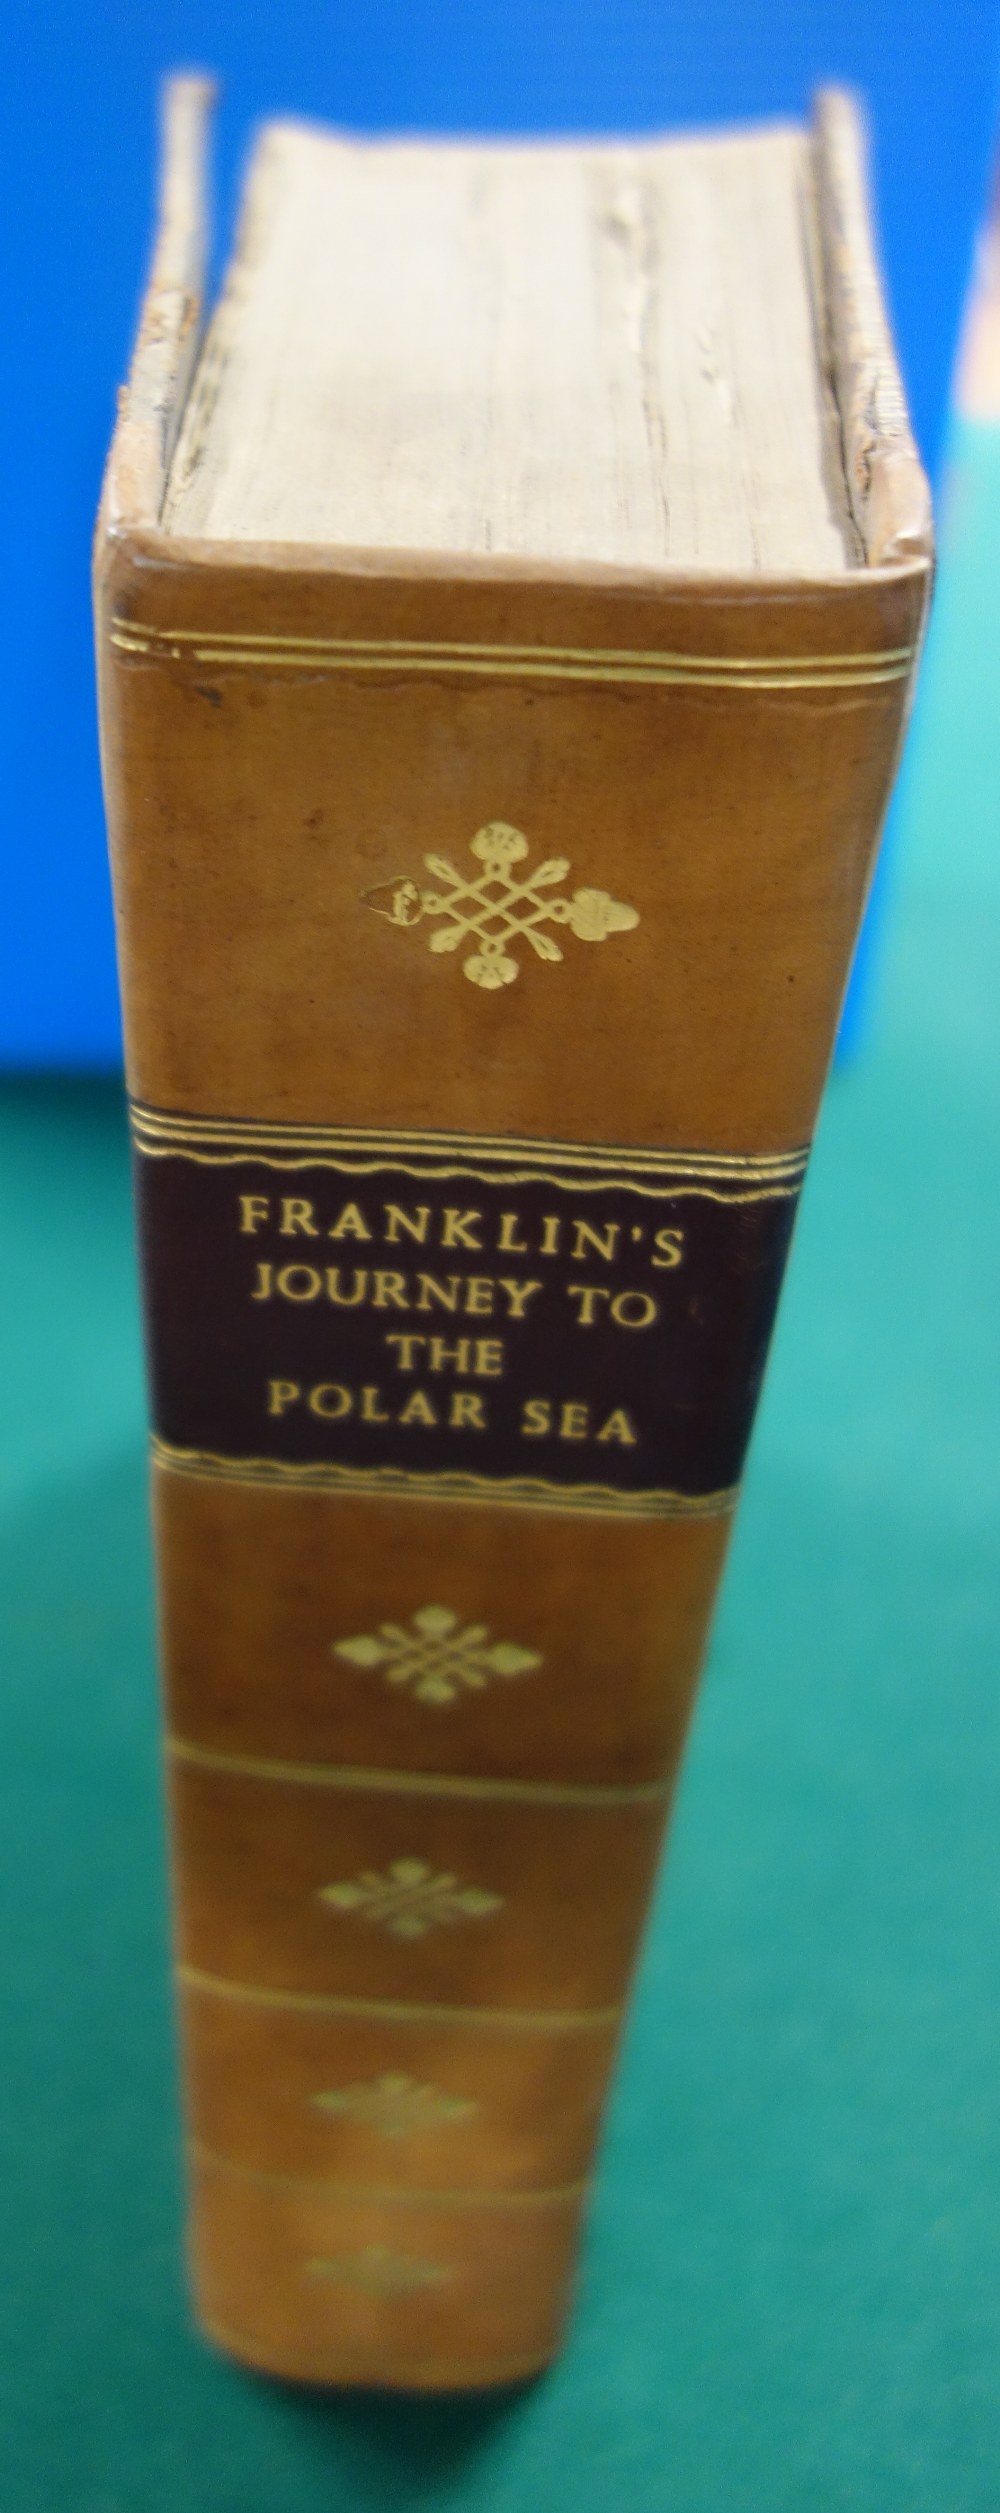 FRANKLIN'S
JOURNEY TO
THE
POLAR SEA